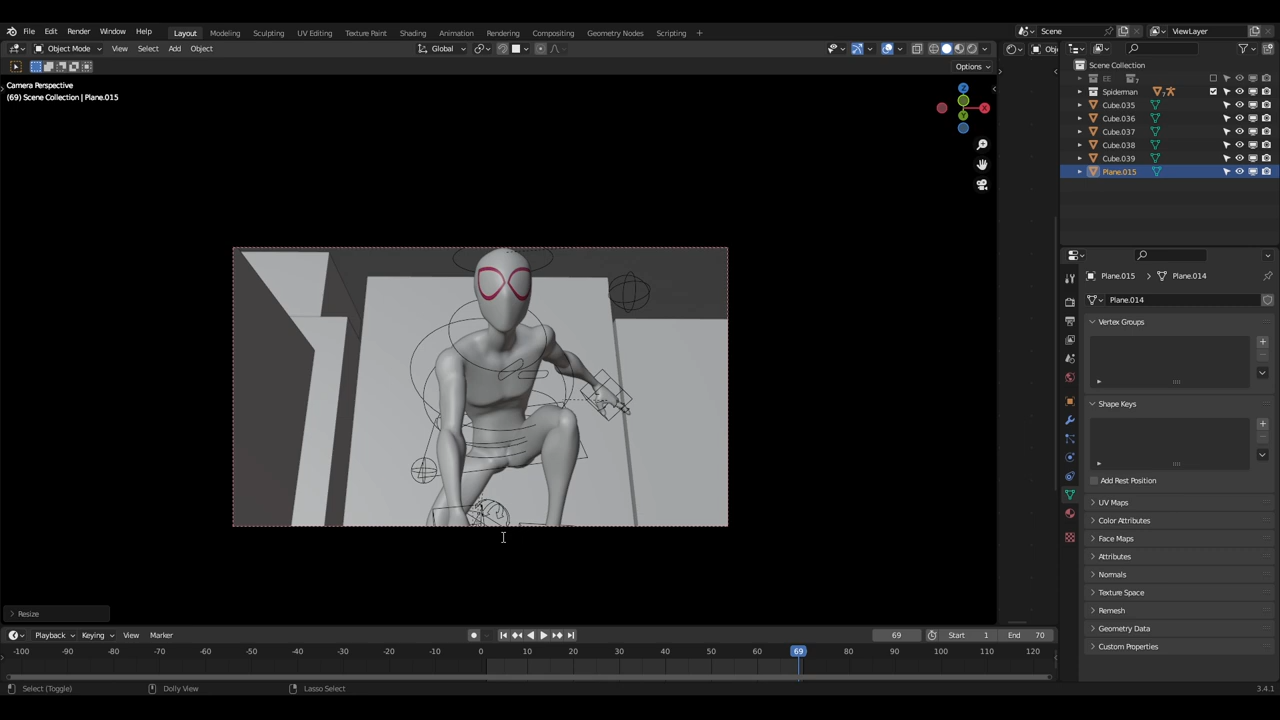 File Edit Render Window Help Layout Modeling Sculpting UV Editing Texture Paint Shading Animation Rendering Compositing Geometry Nodes Scripting + Scene ViewLayer
Object Mode View Select Add Object Global
Options
Camera Perspective
(69) Scene Collection | Plane.015
Z
X
Y
Scene Collection
EE 7
Spiderman 7
Cube.035
Cube.036
Cube.037
Cube.038
Cube.039
Plane.015
Plane.015 Plane.014
Plane.014
Vertex Groups
Shape Keys
Add Rest Position
UV Maps
Color Attributes
Face Maps
Attributes
Normals
Texture Space
Remesh
Geometry Data
Custom Properties
Resize
Playback Keying View Marker 69 Start 1 End 70
-100 -90 -80 -70 -60 -50 -40 -30 -20 -10 0 10 20 30 40 50 60 69 80 90 100 110 120
Select (Toggle) Dolly View Lasso Select 3.4.1